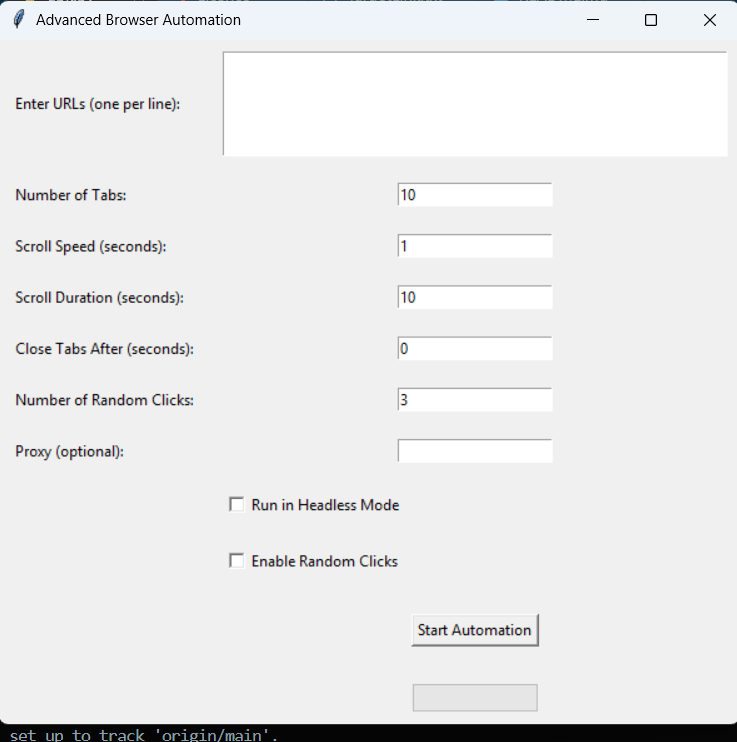 Advanced Browser Automation
Enter URLs (one per line):
Number of Tabs: 10
Scroll Speed (seconds): 1
Scroll Duration (seconds): 10
Close Tabs After (seconds): 0
Number of Random Clicks: 3
Proxy (optional):
Run in Headless Mode
Enable Random Clicks
Start Automation
set up to track 'origin/main'.